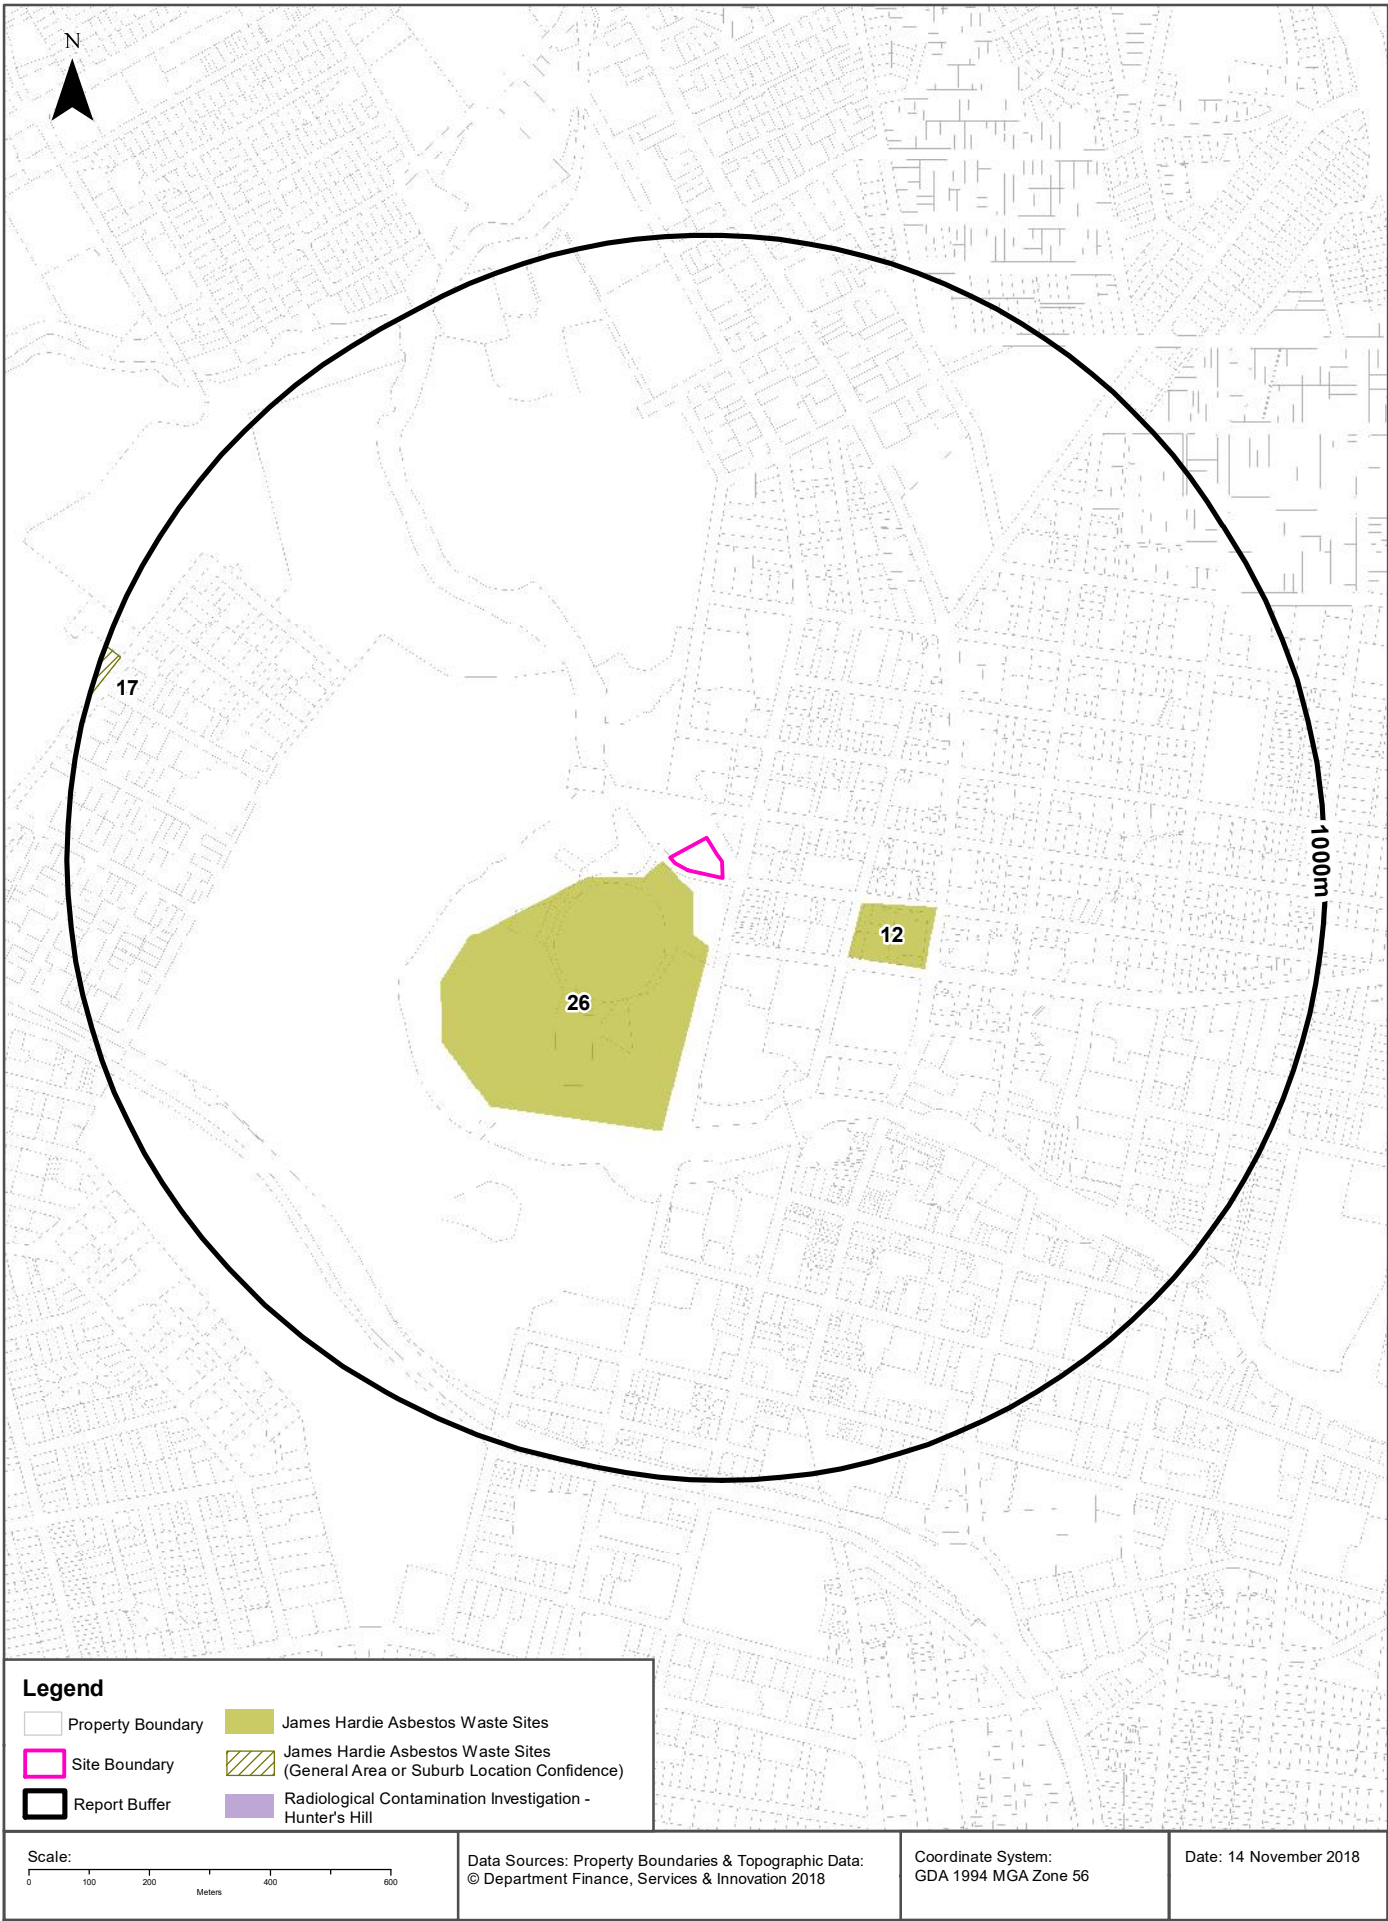 N
17
1000m
12
26
Legend
Property Boundary
Site Boundary
Report Buffer
James Hardie Asbestos Waste Sites
James Hardie Asbestos Waste Sites
(General Area or Suburb Location Confidence)
Radiological Contamination Investigation -
Hunter's Hill
Scale:
0 100 200 400 600
Meters
Data Sources: Property Boundaries & Topographic Data:
© Department Finance, Services & Innovation 2018
Coordinate System:
GDA 1994 MGA Zone 56
Date: 14 November 2018